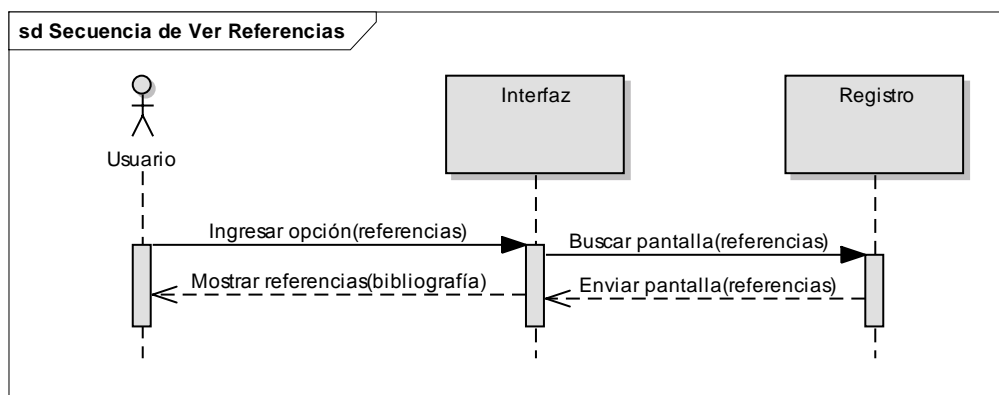 sd Secuencia de Ver Referencias
Usuario
Interfaz
Registro
Ingresar opción(referencias)
Buscar pantalla(referencias)
Mostrar referencias(bibliografía)
Enviar pantalla(referencias)